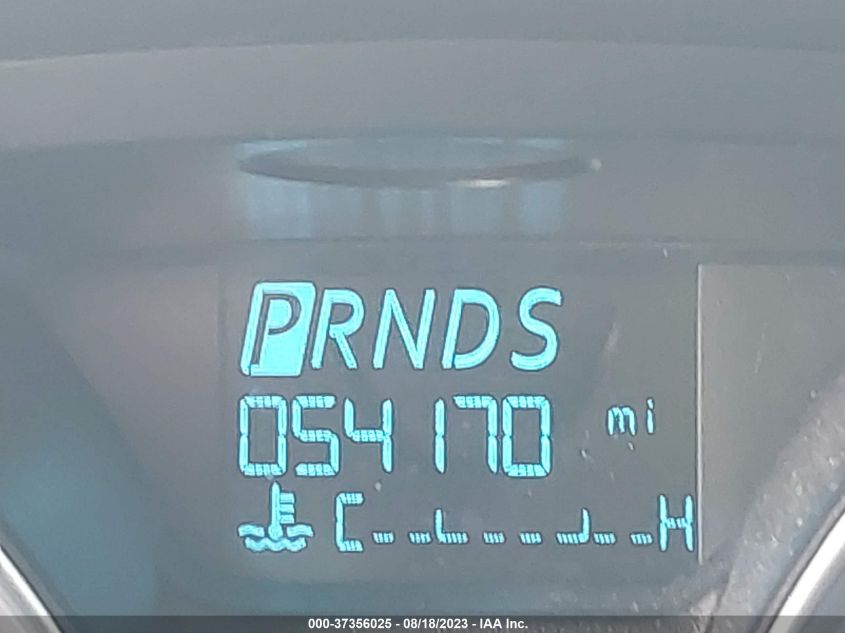 PRNDS
054170 mi
C H
000-37356025 - 08/18/2023 - IAA Inc.